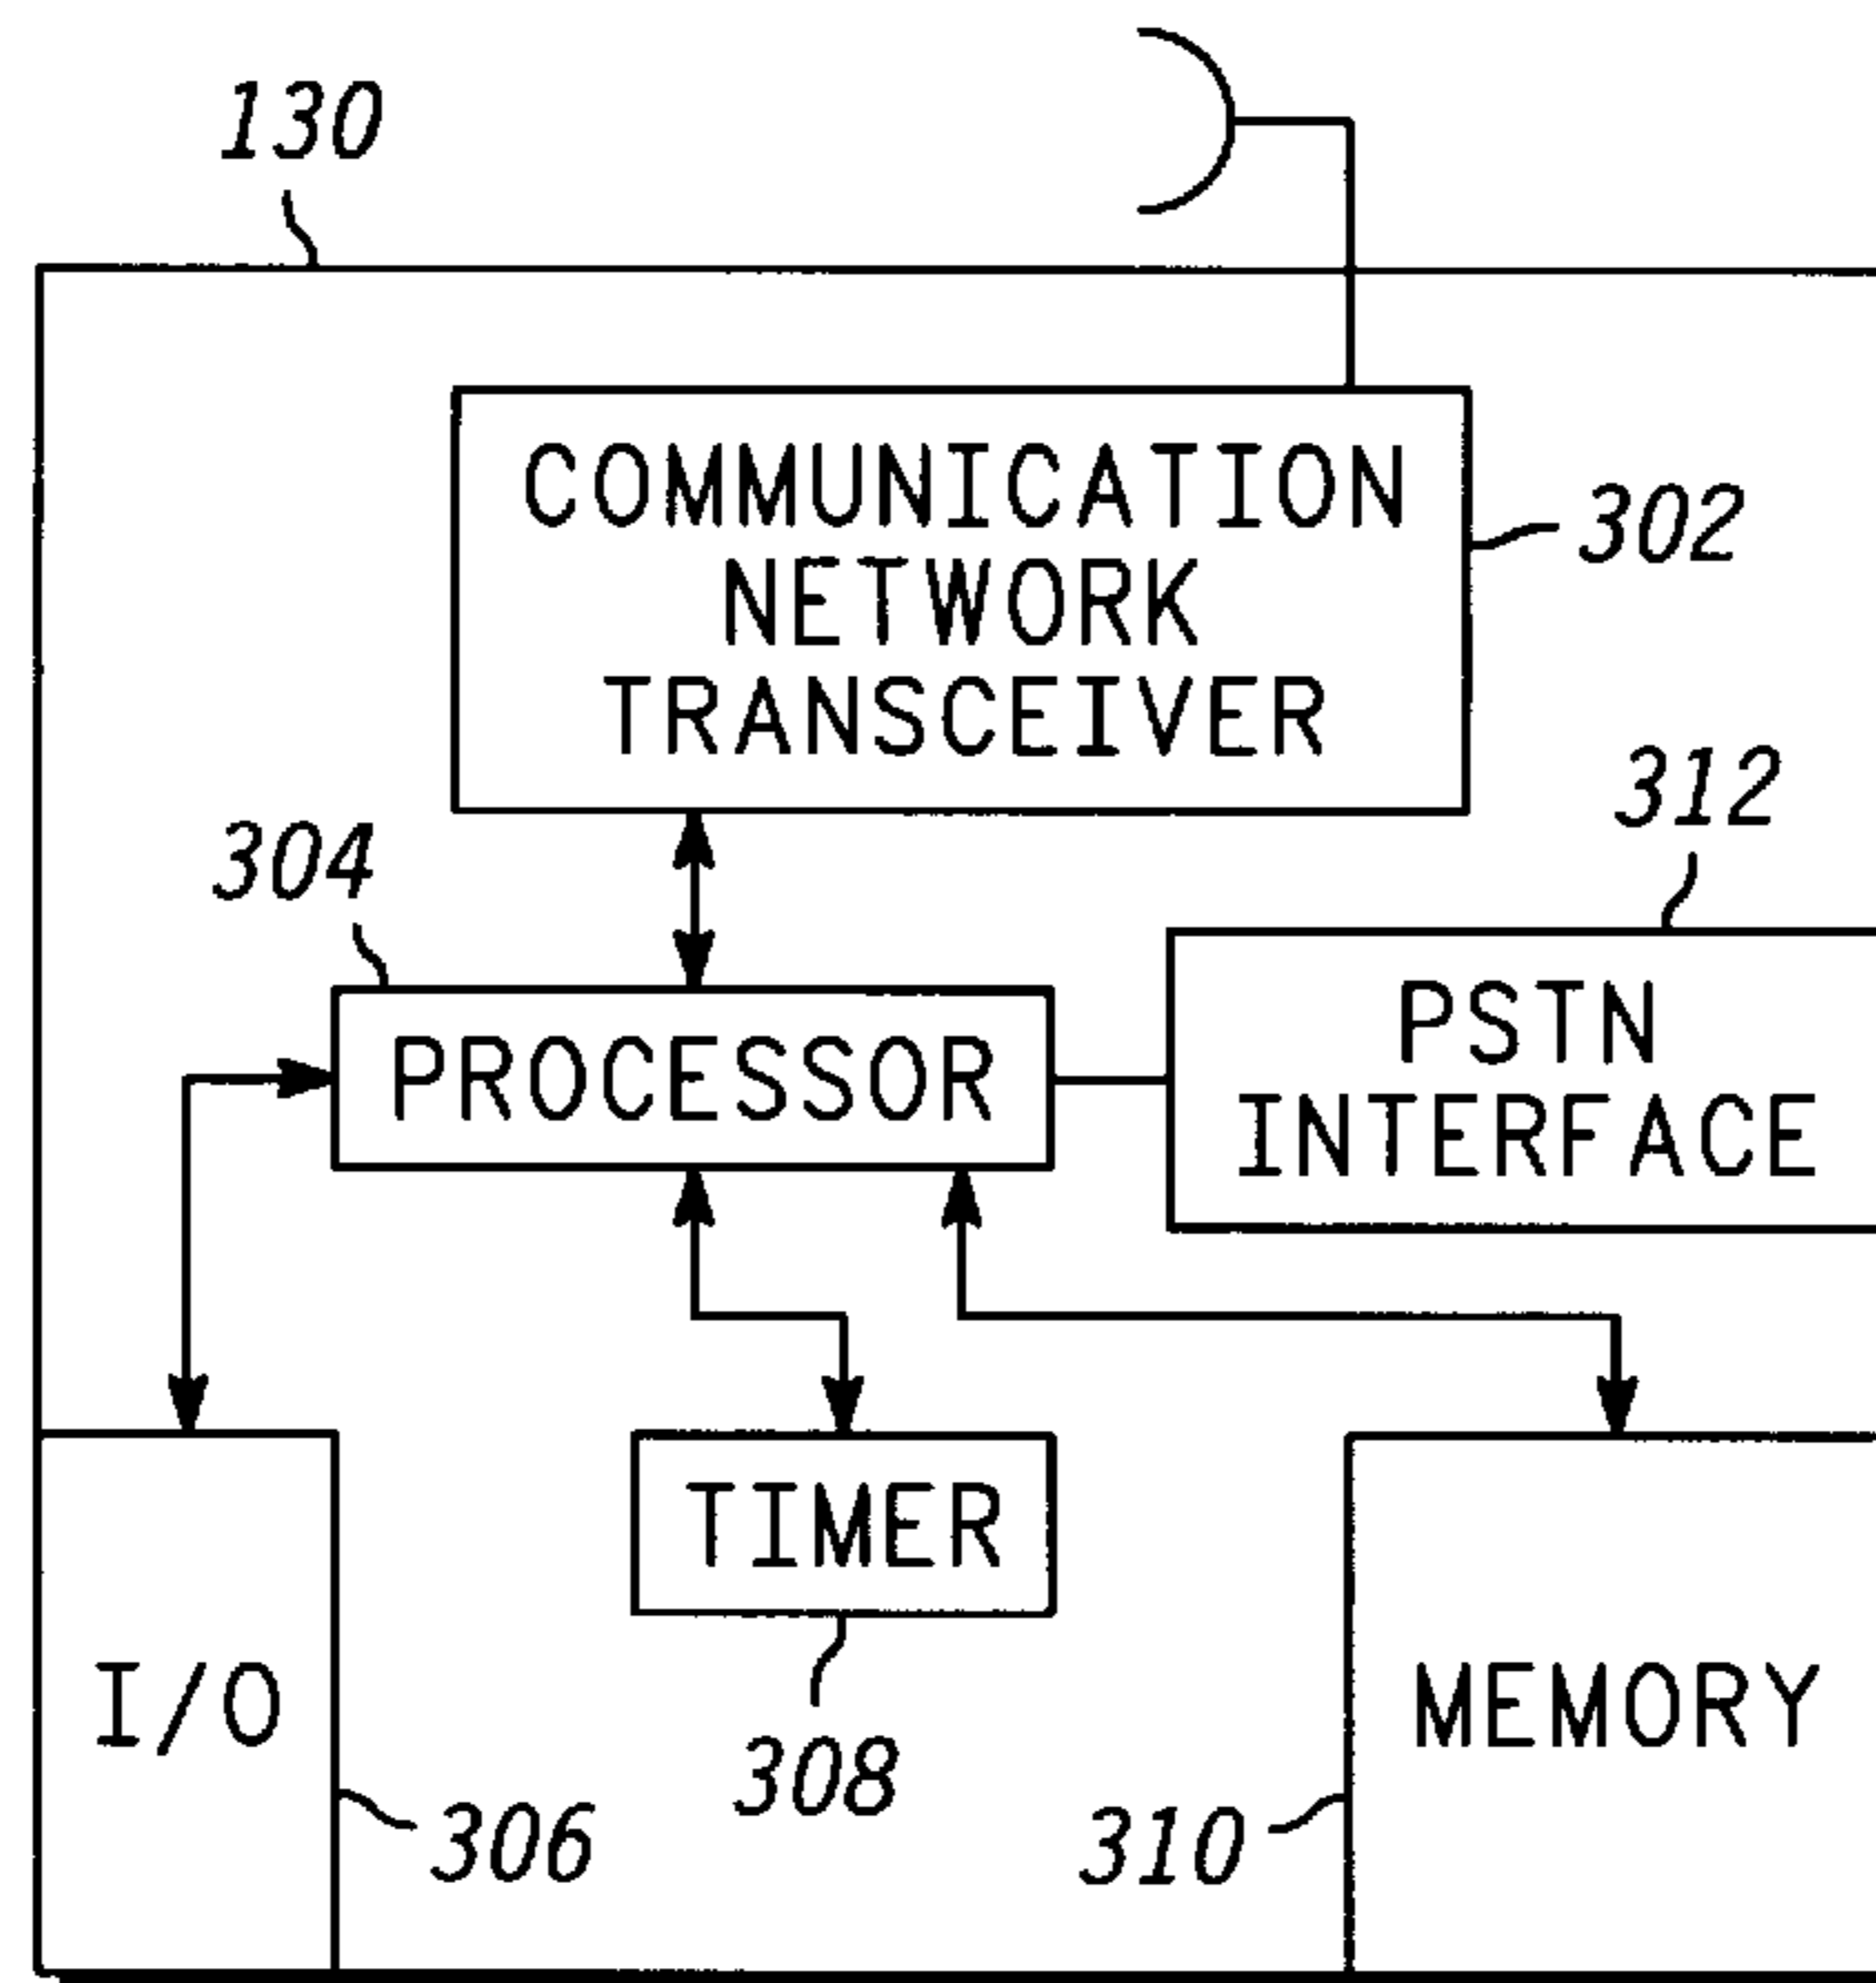 130
COMMUNICATION
NETWORK
TRANSCEIVER
302
312
304
PROCESSOR
PSTN
INTERFACE
TIMER
I/O
MEMORY
308
306
310